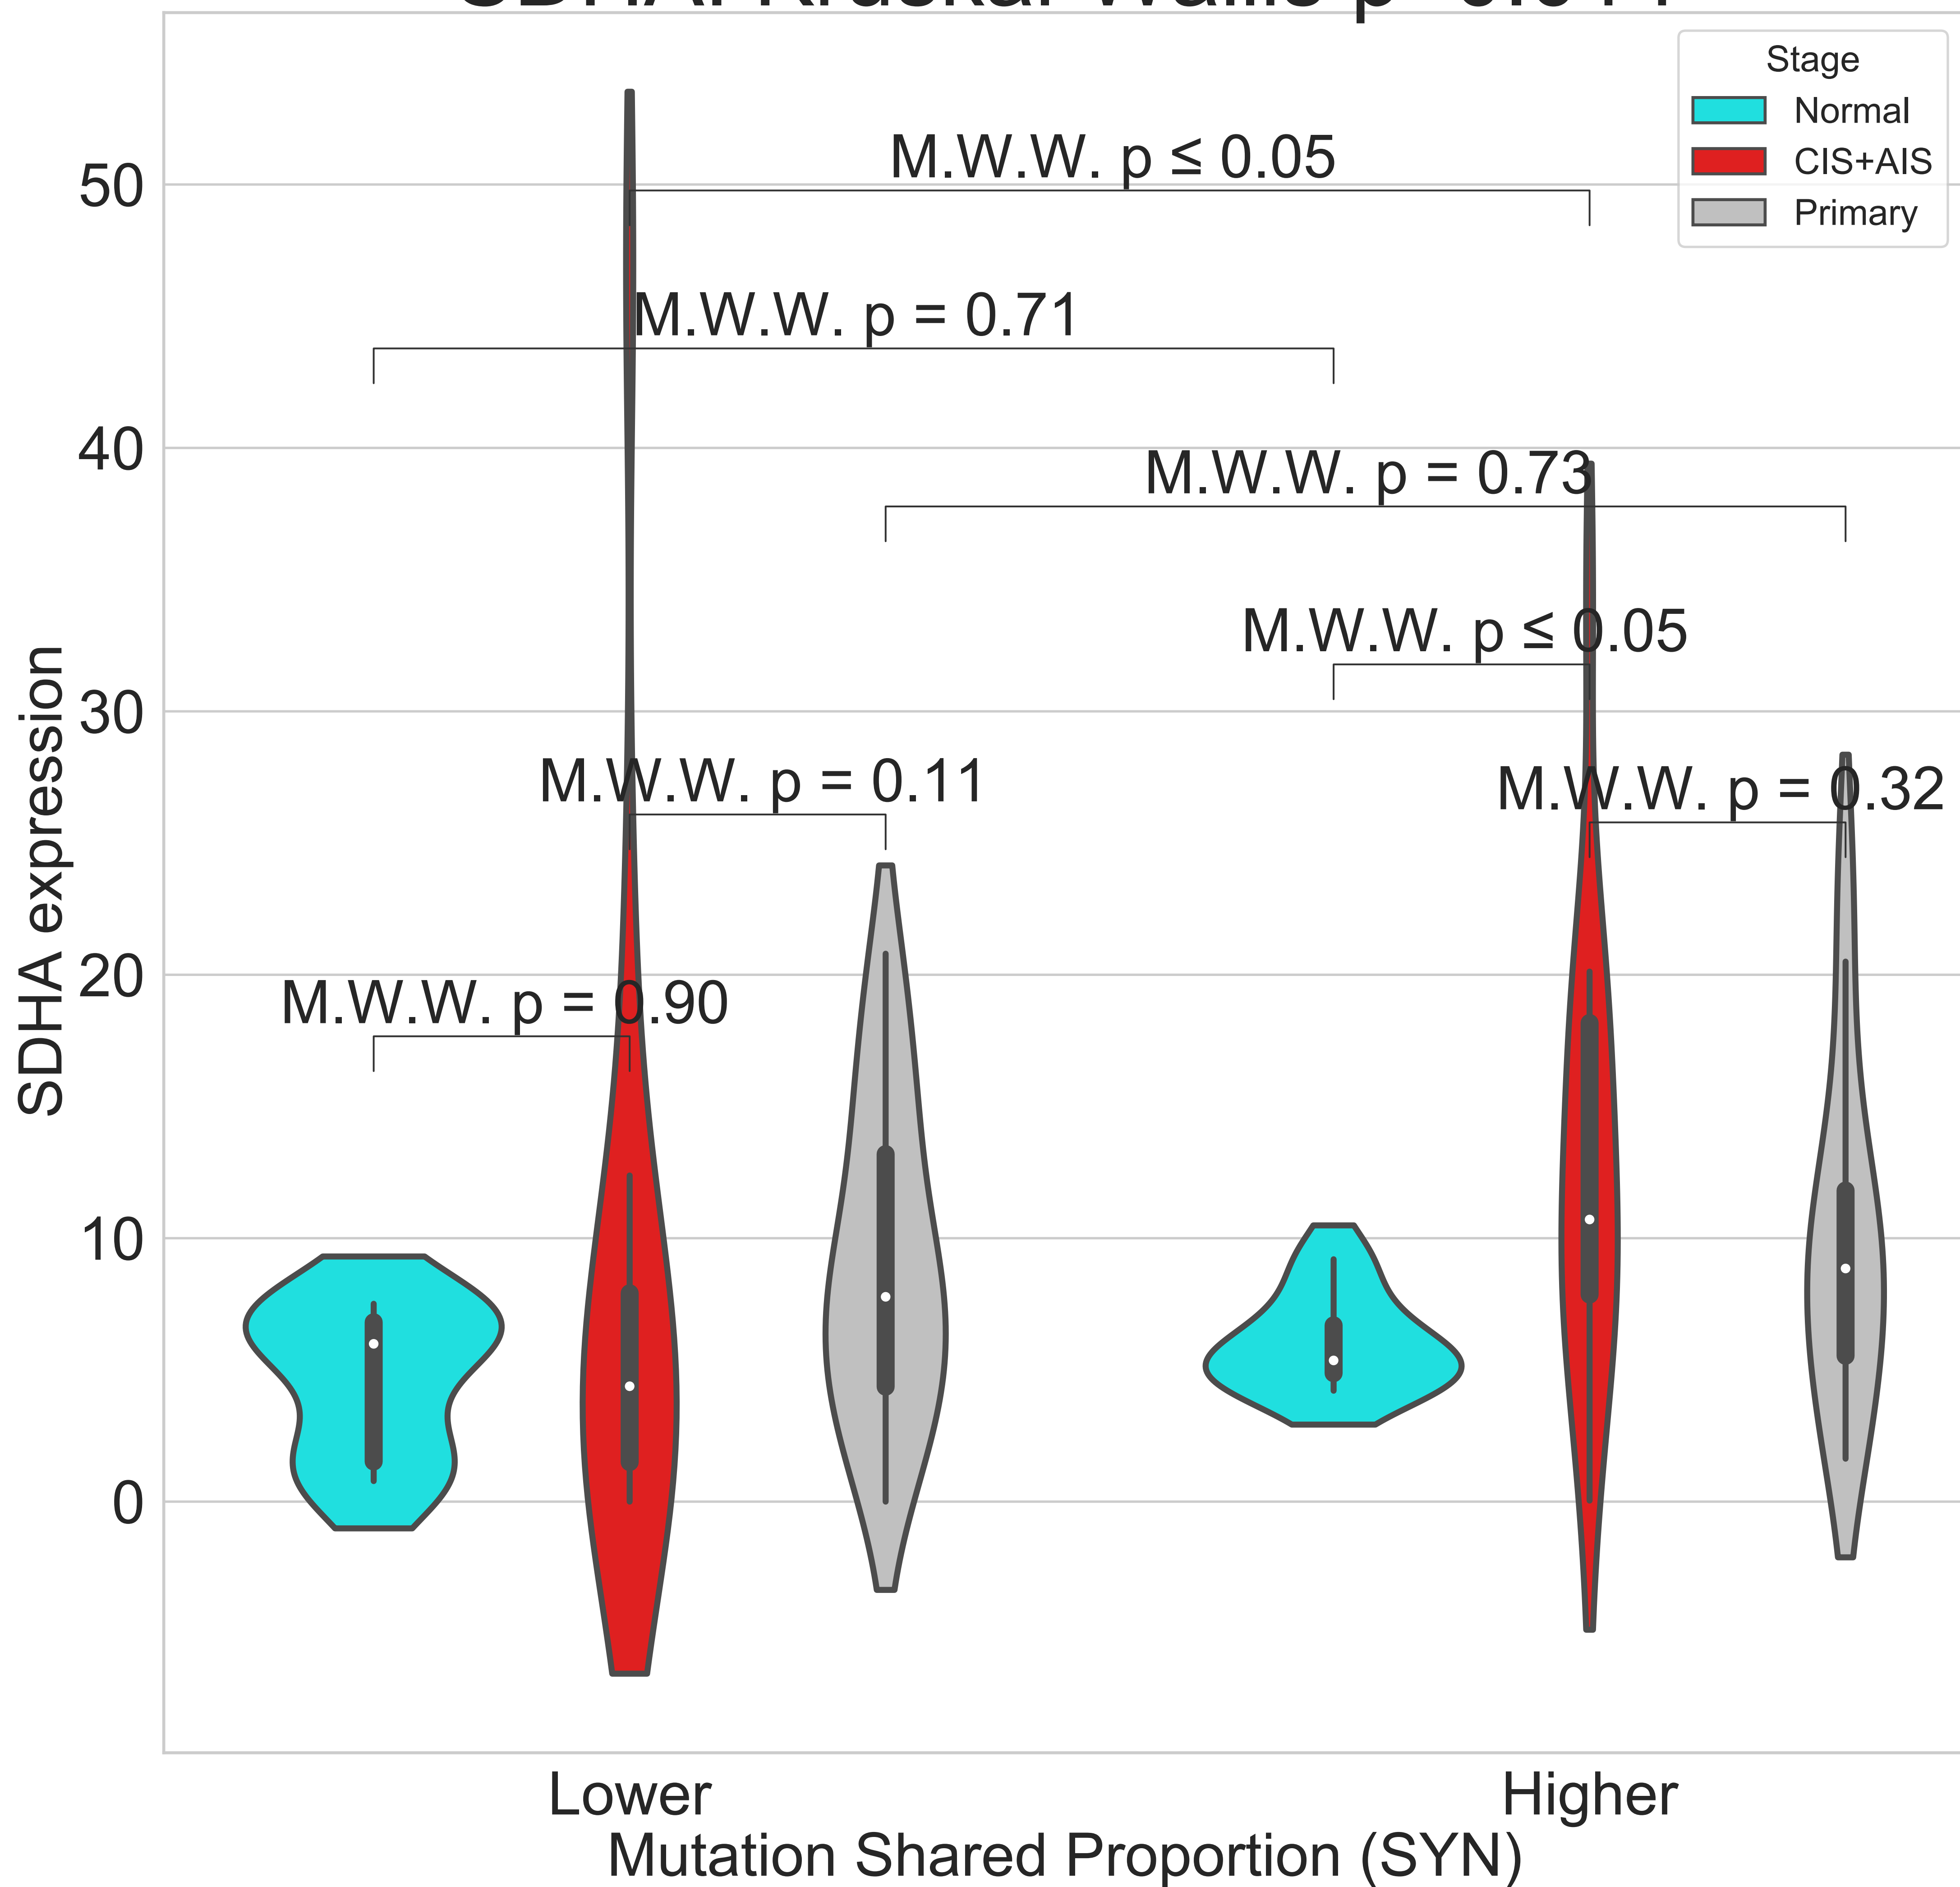 Stage
Normal
CIS+AIS
Primary
M.W.W. p ≤ 0.05
M.W.W. p = 0.71
M.W.W. p = 0.73
M.W.W. p ≤ 0.05
M.W.W. p = 0.11
M.W.W. p = 0.32
M.W.W. p = 0.90
50
40
30
20
10
0
SDHA expression
Lower
Higher
Mutation Shared Proportion (SYN)